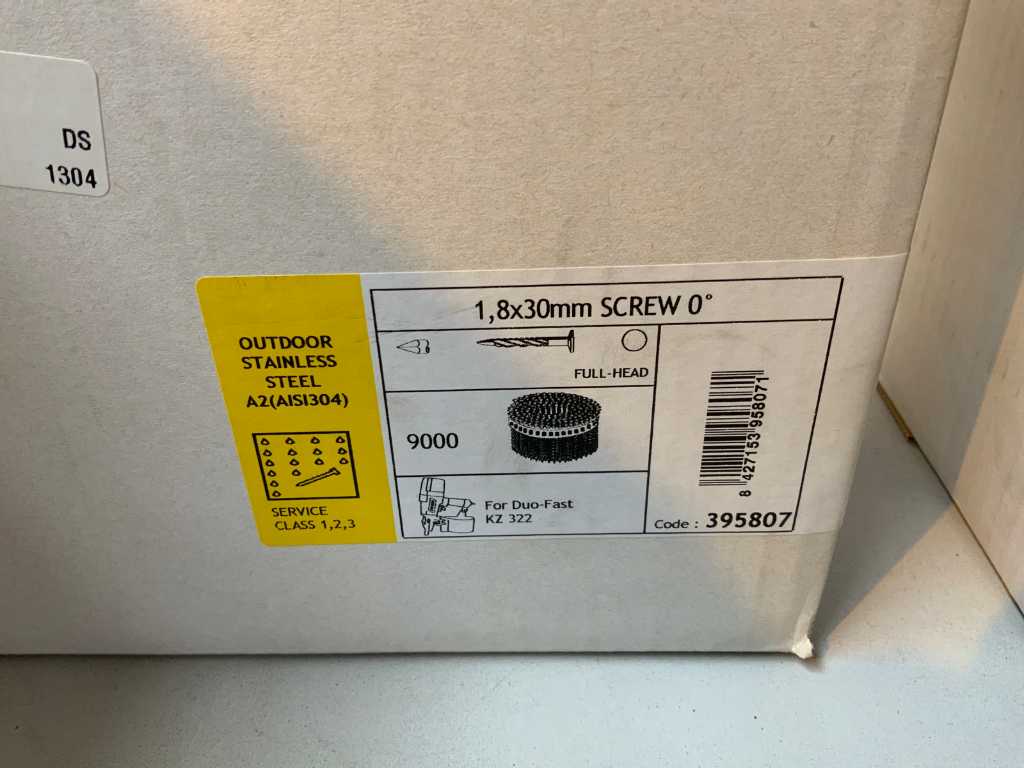 DS
1304
OUTDOOR
STAINLESS
STEEL
A2(AISI304)
SERVICE
CLASS 1,2,3
1,8x30mm SCREW 0°
FULL-HEAD
9000
For Duo-Fast
KZ 322
8 427153 958071
Code : 395807